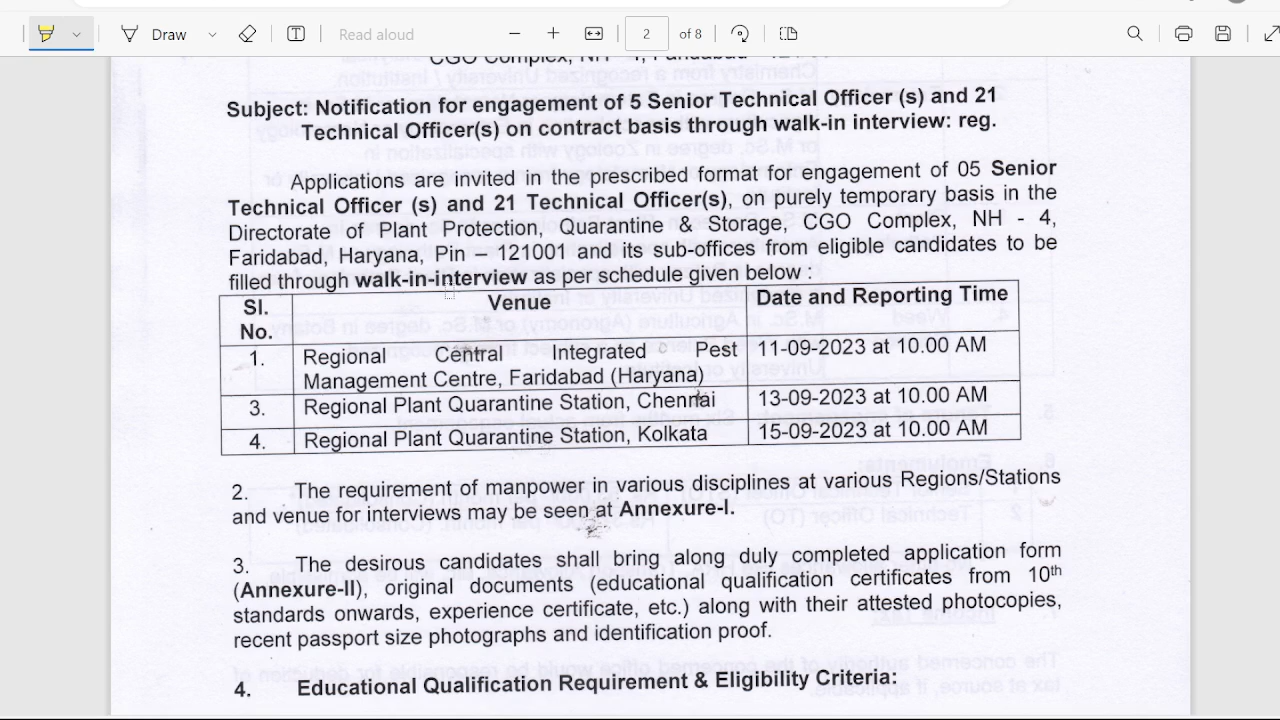 Draw
Read aloud
2
of 8
CGO Complex, NH
Subject: Notification for engagement of 5 Senior Technical Officer (s) and 21
Technical Officer(s) on contract basis through walk-in interview: reg.
Applications are invited in the prescribed format for engagement of 05 Senior
Technical Officer (s) and 21 Technical Officer(s), on purely temporary basis in the
Directorate of Plant Protection, Quarantine & Storage, CGO Complex, NH - 4,
Faridabad, Haryana, Pin – 121001 and its sub-offices from eligible candidates to be
filled through walk-in-interview as per schedule given below :
Sl. No. Venue Date and Reporting Time
1. Regional Central Integrated Pest 11-09-2023 at 10.00 AM
Management Centre, Faridabad (Haryana)
3. Regional Plant Quarantine Station, Chennai 13-09-2023 at 10.00 AM
4. Regional Plant Quarantine Station, Kolkata 15-09-2023 at 10.00 AM
2. The requirement of manpower in various disciplines at various Regions/Stations
and venue for interviews may be seen at Annexure-I.
3. The desirous candidates shall bring along duly completed application form
(Annexure-II), original documents (educational qualification certificates from 10th
standards onwards, experience certificate, etc.) along with their attested photocopies,
recent passport size photographs and identification proof.
4. Educational Qualification Requirement & Eligibility Criteria: